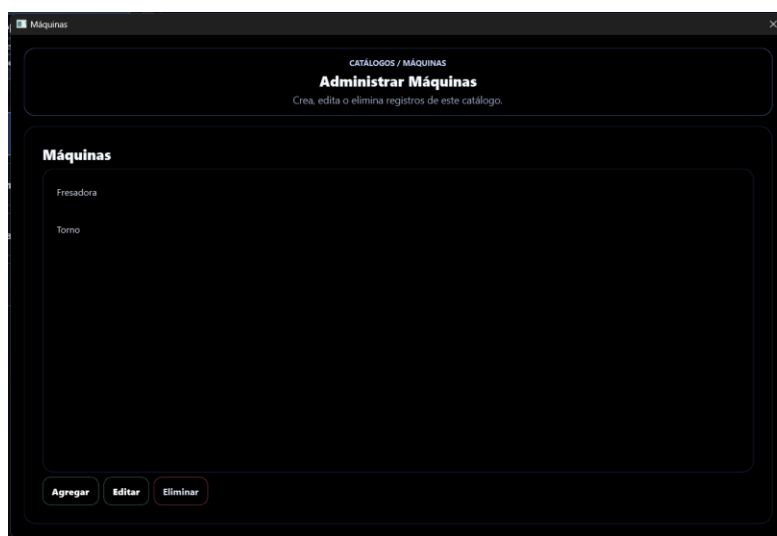 Máquinas
CATÁLOGOS / MÁQUINAS
Administrar Máquinas
Crea, edita o elimina registros de este catálogo.
Máquinas
Fresadora
Torno
Agregar
Editar
Eliminar